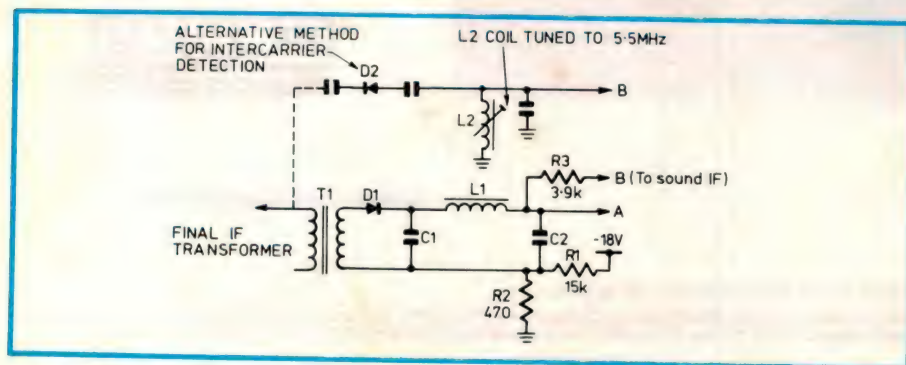 ALTERNATIVE METHOD
FOR INTERCARRIER
DETECTION
D2
L2 COIL TUNED TO 5·5MHz
B
L2
R3
3·9k
B (To sound IF)
T1
D1
L1
A
FINAL IF
TRANSFORMER
C1
C2
-18V
R1
15k
R2
470